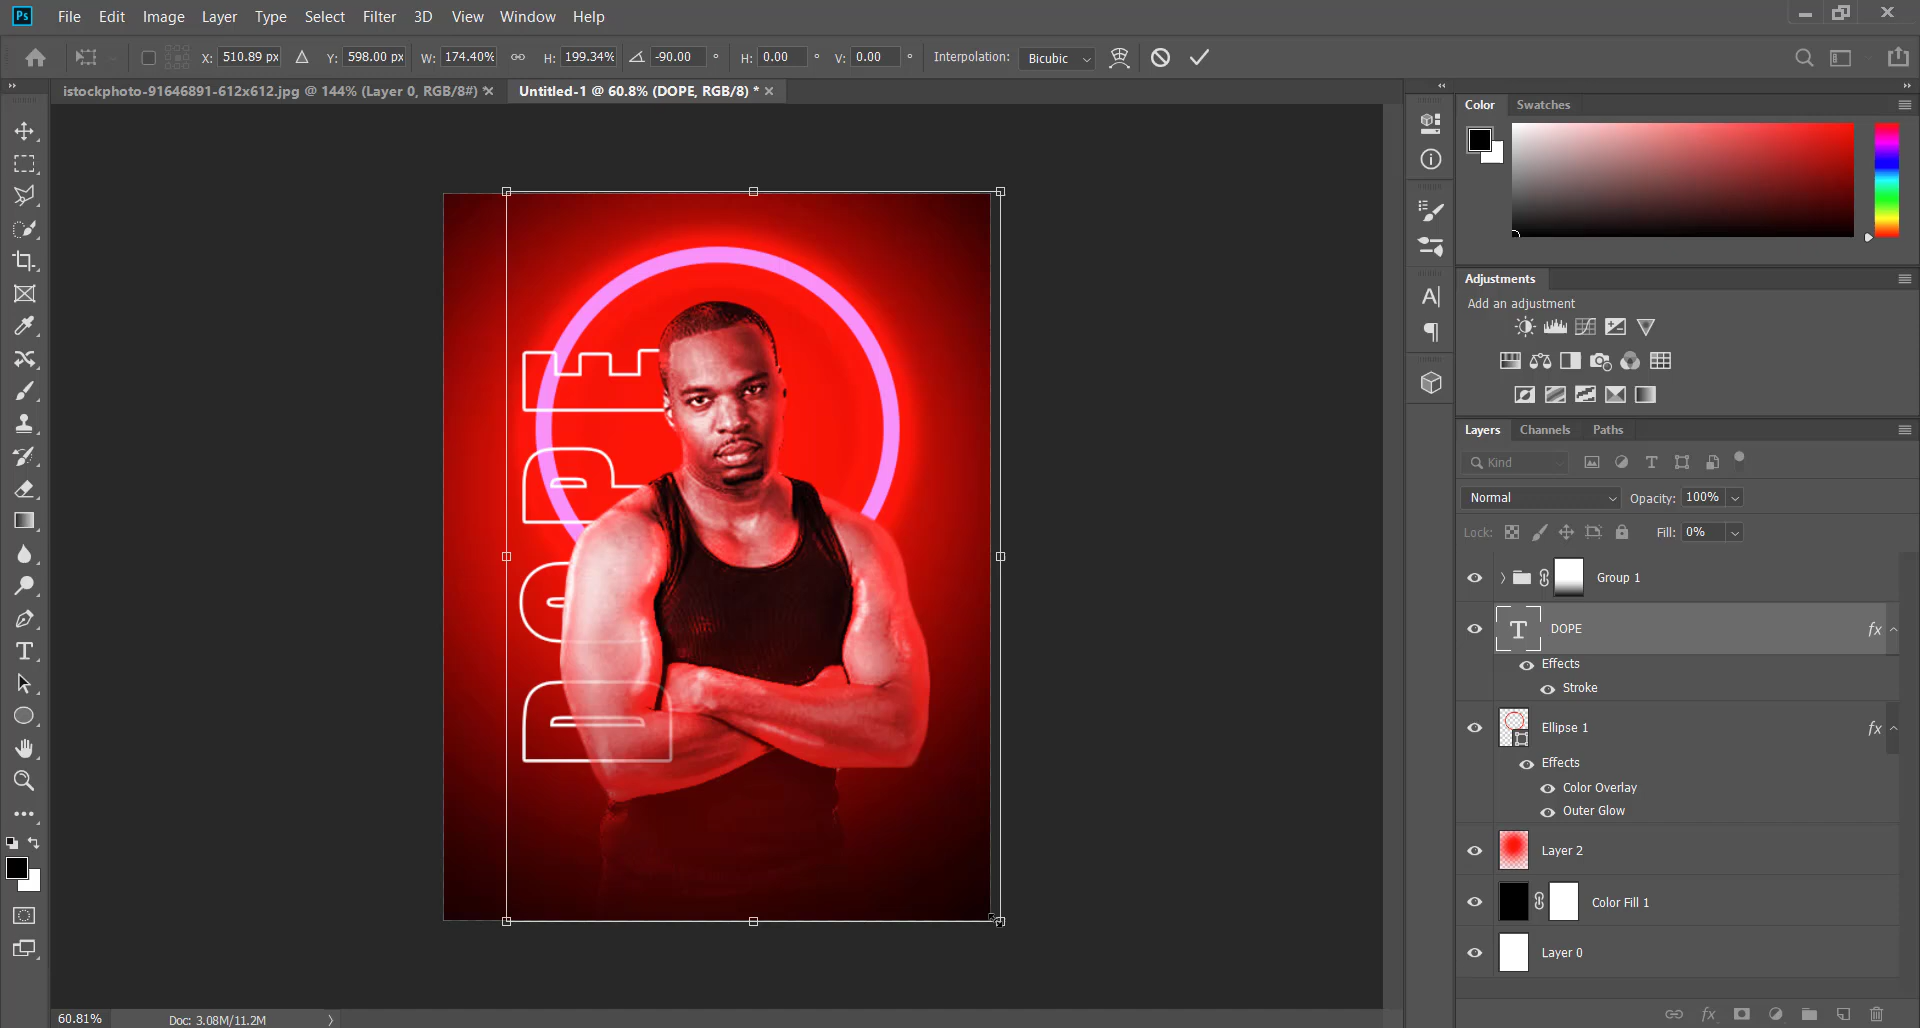 Ps File Edit Image Layer Type Select Filter 3D View Window Help
X: 510.89 px Y: 598.00 px W: 174.40% H: 199.34% -90.00 ° H: 0.00 ° V: 0.00 ° Interpolation: Bicubic
istockphoto-91646891-612x612.jpg @ 144% (Layer 0, RGB/8#) * Untitled-1 @ 60.8% (DOPE, RGB/8) *
DOPE
Color Swatches
Adjustments
Add an adjustment
Layers Channels Paths
Kind
Normal Opacity: 100%
Lock: Fill: 0%
Group 1
T DOPE fx
Effects
Stroke
Ellipse 1 fx
Effects
Color Overlay
Outer Glow
Layer 2
Color Fill 1
Layer 0
60.81% Doc: 3.08M/11.2M
fx